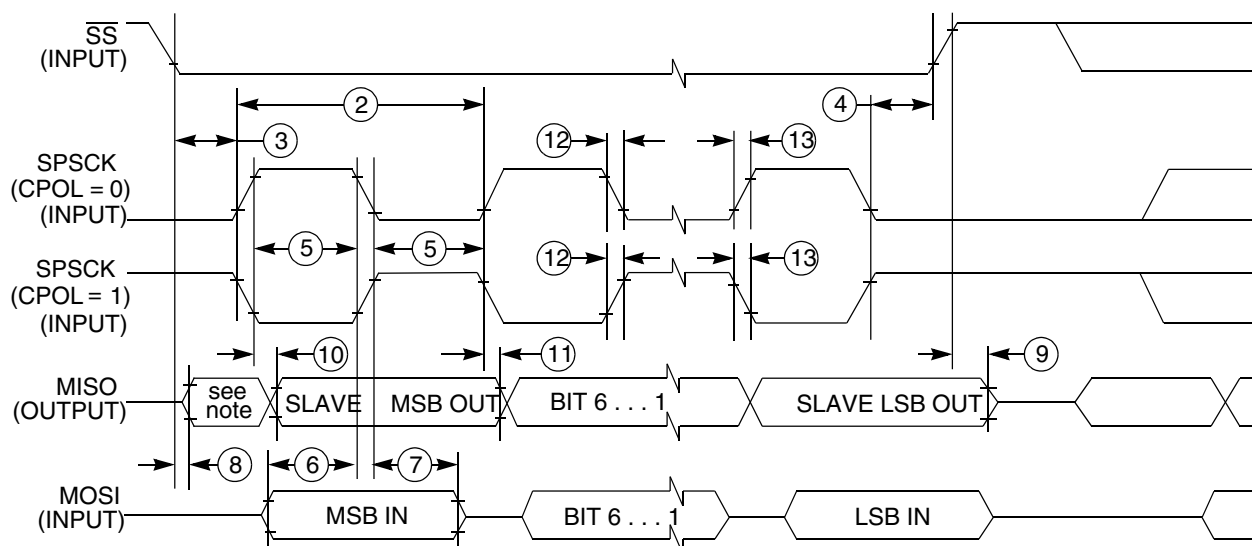 SS
(INPUT)
2
4
3
12
13
SPSCK
(CPOL = 0)
(INPUT)
5
5
12
13
SPSCK
(CPOL = 1)
(INPUT)
10
11
9
MISO
(OUTPUT)
see
note
SLAVE
MSB OUT
BIT 6 . . . 1
SLAVE LSB OUT
8
6
7
MOSI
(INPUT)
MSB IN
BIT 6 . . . 1
LSB IN